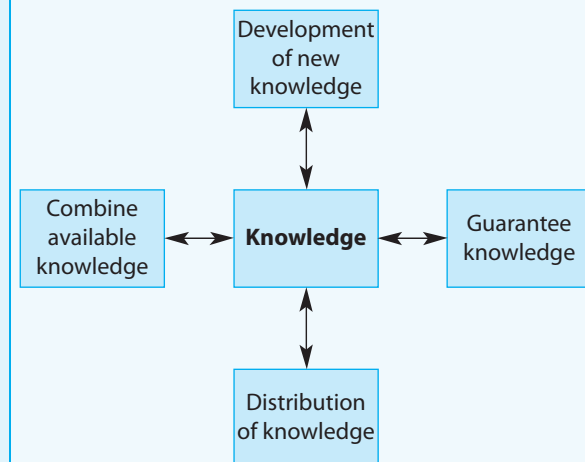 Development
of new
knowledge
Combine
available
knowledge
Knowledge
Guarantee
knowledge
Distribution
of knowledge